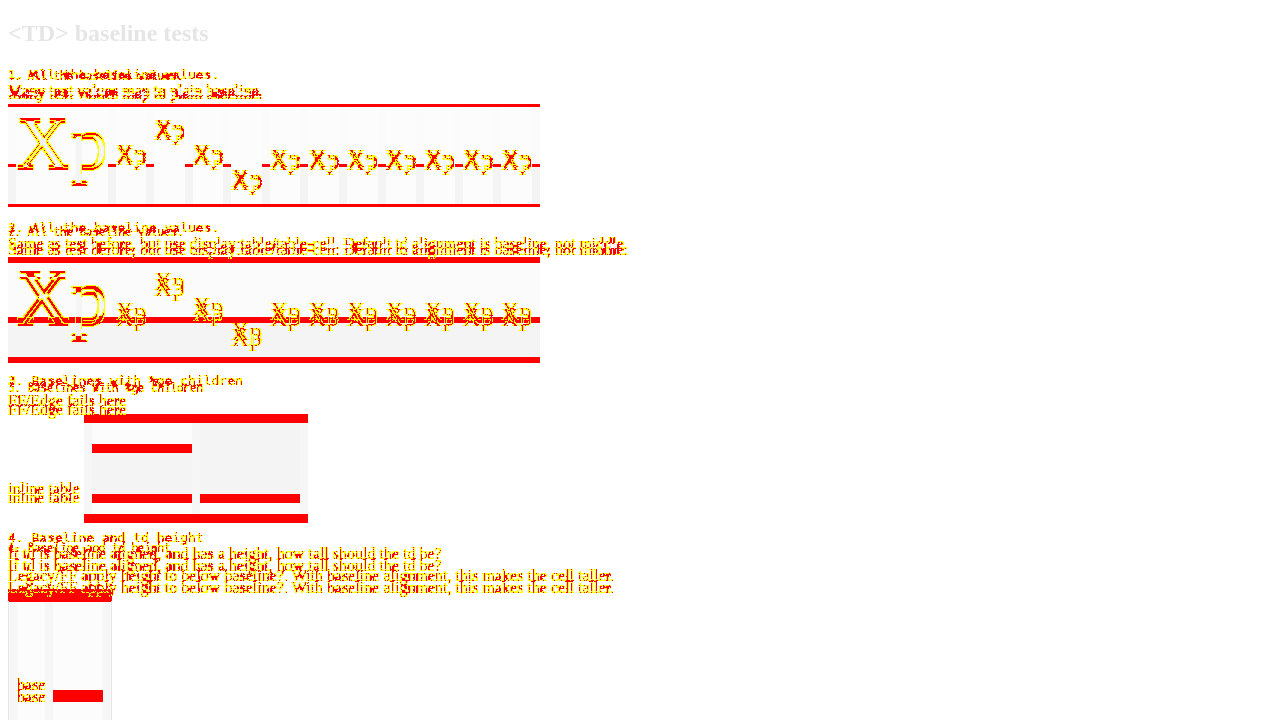 <TD> baseline tests
1. All the baseline values.
Many test values map to plain baseline.
Xp Xp Xp Xp Xp Xp Xp Xp Xp Xp Xp Xp
2. All the baseline values.
Same as test before, but use display:table/table-cell. Default td alignment is baseline, not middle.
Xp Xp Xp Xp Xp Xp Xp Xp Xp Xp Xp Xp
3. Baselines with two children
FF/Edge fails here
inline table
4. Baseline and td height
If td is baseline aligned, and has a height, how tall should the td be?
Legacy/FF apply height to below baseline?. With baseline alignment, this makes the cell taller.
base